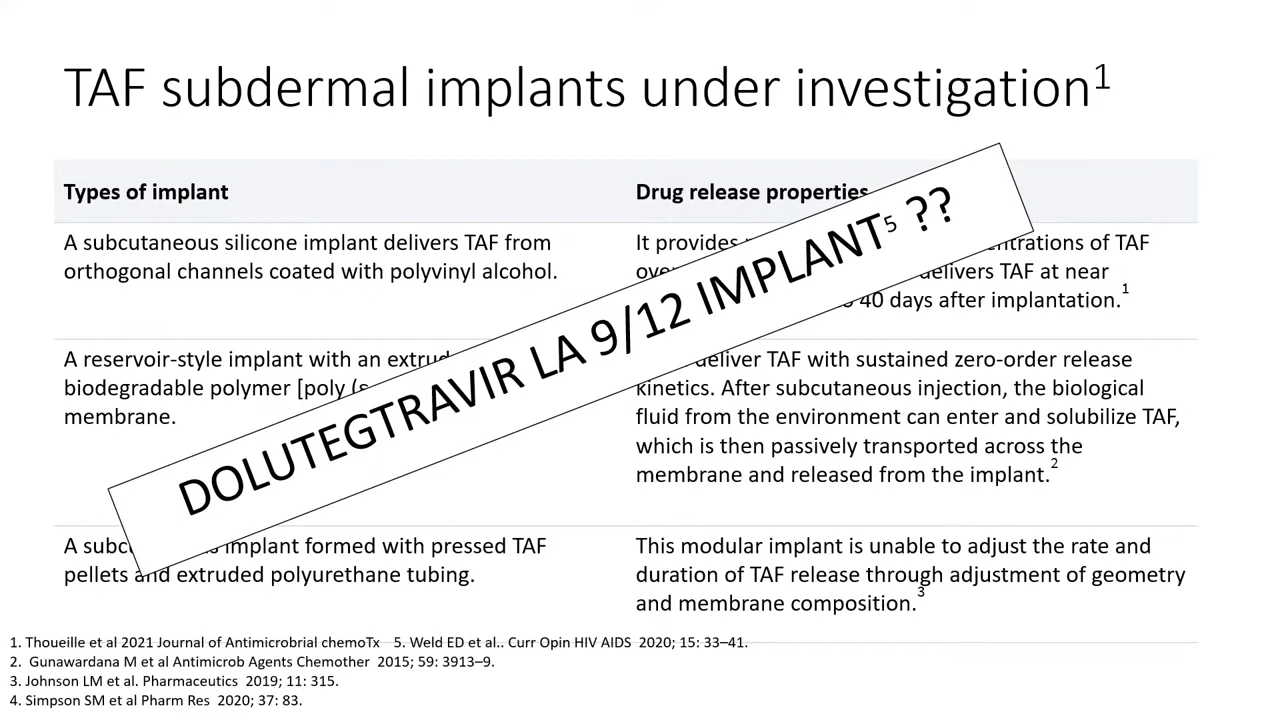 TAF subdermal implants under investigation1
Types of implant
Drug release properties
A subcutaneous silicone implant delivers TAF from
orthogonal channels coated with polyvinyl alcohol.
It provides
TAF
delivers TAF at near
40 days after implantation.1
A reservoir-style implant with an
biodegradable polymer [poly
membrane.
deliver TAF with sustained zero-order release
kinetics. After subcutaneous injection, the biological
fluid from the environment can enter and solubilize TAF,
which is then passively transported across the
membrane and released from the implant.2
A implant formed with pressed TAF
pellets and extruded polyurethane tubing.
This modular implant is unable to adjust the rate and
duration of TAF release through adjustment of geometry
and membrane composition.3
DOLUTEGTRAVIR LA 9/12 IMPLANT5 ??
1. Thoueille et al 2021 Journal of Antimicrobrial chemoTx 5. Weld ED et al.. Curr Opin HIV AIDS 2020; 15: 33–41.
2. Gunawardana M et al Antimicrob Agents Chemother 2015; 59: 3913–9.
3. Johnson LM et al. Pharmaceutics 2019; 11: 315.
4. Simpson SM et al Pharm Res 2020; 37: 83.